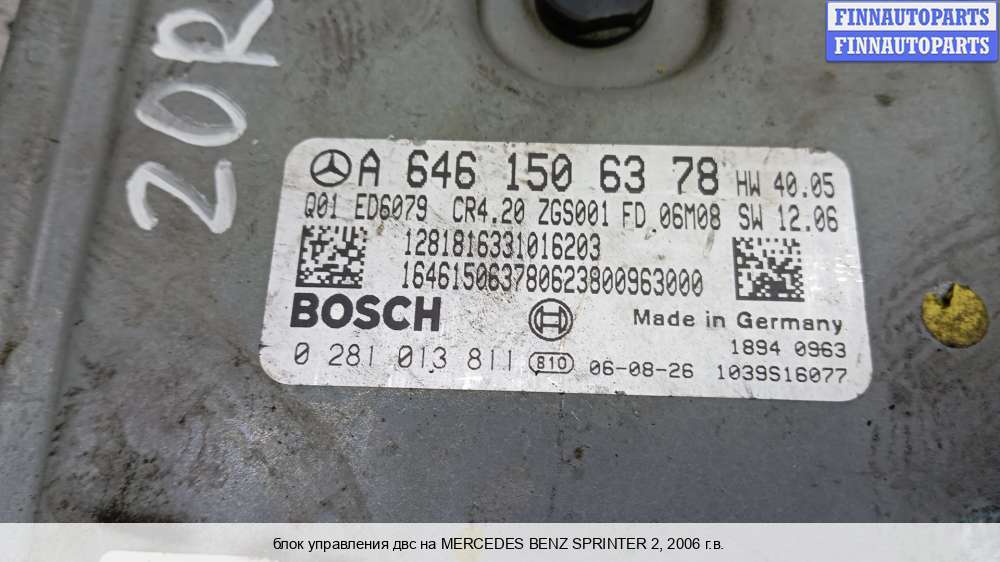 FINNAUTOPARTS
FINNAUTOPARTS
20R
A 646 150 63 78 HW 40.05
Q01 ED6079 CR4.20 ZGS001 FD 06M08 SW 12.06
1281816331016203
16461506378062380096​3000
BOSCH Made in Germany
1894 0963
0 281 013 811 810 06-08-26 1039S16077
блок управления двс на MERCEDES BENZ SPRINTER 2, 2006 г.в.